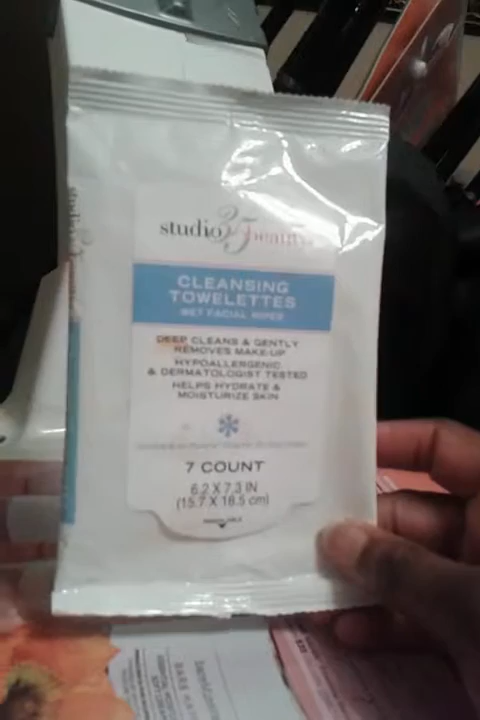 studio 35 beauty
CLEANSING
TOWELETTES
WET FACIAL WIPES
DEEP CLEANS & GENTLY
REMOVES MAKE-UP
HYPOALLERGENIC
& DERMATOLOGIST TESTED
HELPS HYDRATE &
MOISTURIZE SKIN
7 COUNT
6.2 X 7.3 IN
(15.7 X 18.5 cm)